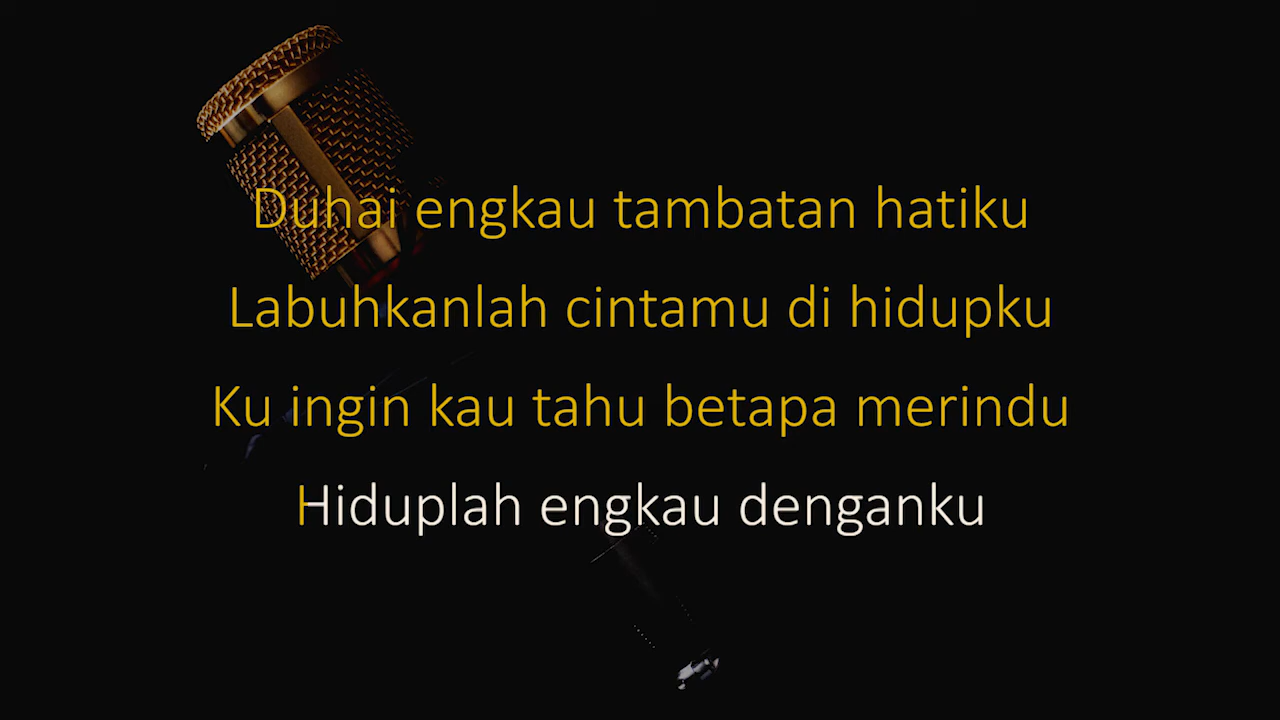 Duhai engkau tambatan hatiku
Labuhkanlah cintamu di hidupku
Ku ingin kau tahu betapa merindu
Hiduplah engkau denganku